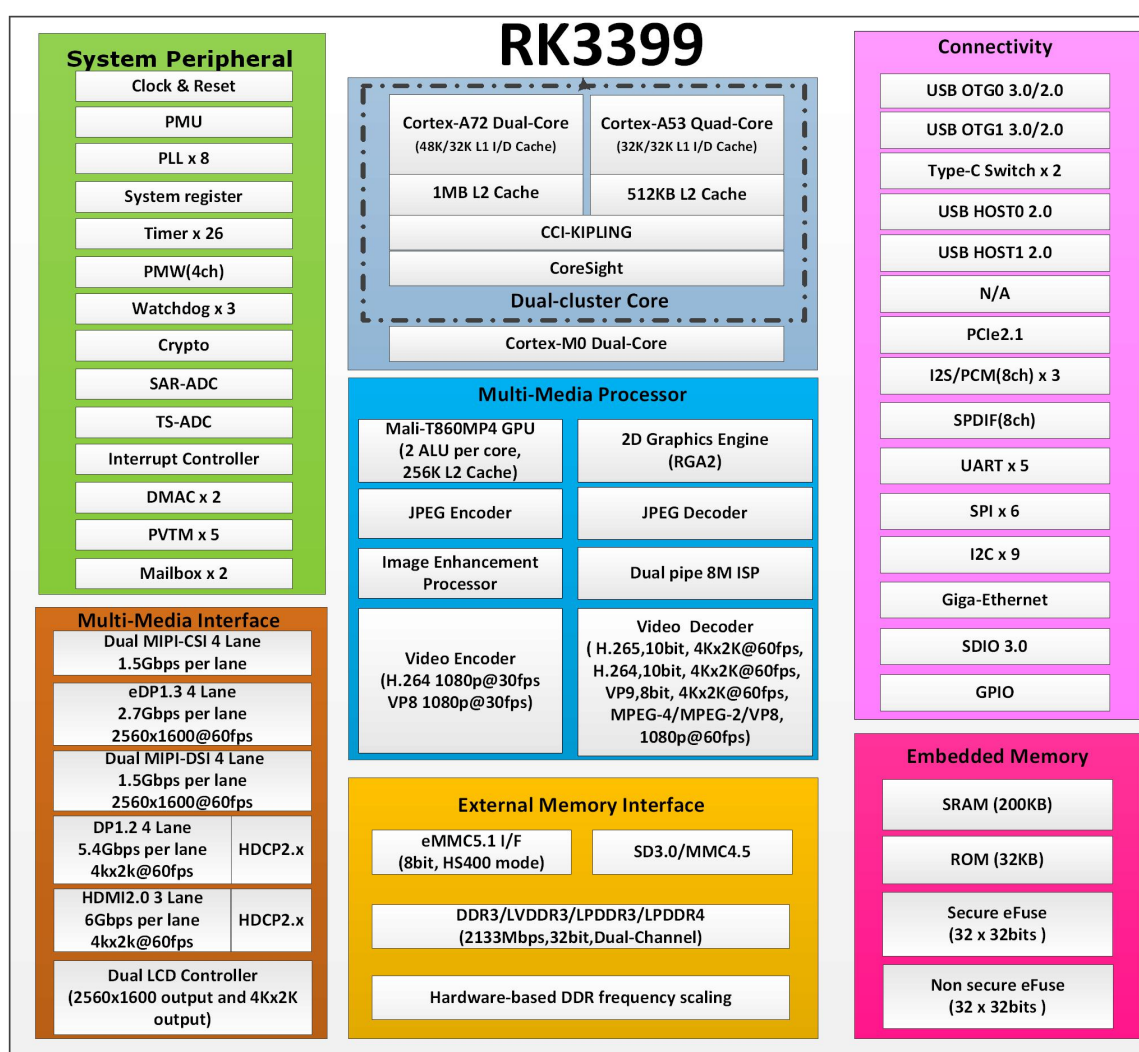 RK3399
System Peripheral
Clock & Reset
PMU
PLL x 8
System register
Timer x 26
PMW(4ch)
Watchdog x 3
Crypto
SAR-ADC
TS-ADC
Interrupt Controller
DMAC x 2
PVTM x 5
Mailbox x 2
Multi-Media Interface
Dual MIPI-CSI 4 Lane
1.5Gbps per lane
eDP1.3 4 Lane
2.7Gbps per lane
2560x1600@60fps
Dual MIPI-DSI 4 Lane
1.5Gbps per lane
2560x1600@60fps
DP1.2 4 Lane
5.4Gbps per lane
4kx2k@60fps
HDCP2.x
HDMI2.0 3 Lane
6Gbps per lane
4kx2k@60fps
HDCP2.x
Dual LCD Controller
(2560x1600 output and 4Kx2K
output)
Cortex-A72 Dual-Core
(48K/32K L1 I/D Cache)
Cortex-A53 Quad-Core
(32K/32K L1 I/D Cache)
1MB L2 Cache
512KB L2 Cache
CCI-KIPLING
CoreSight
Dual-cluster Core
Cortex-M0 Dual-Core
Multi-Media Processor
Mali-T860MP4 GPU
(2 ALU per core,
256K L2 Cache)
2D Graphics Engine
(RGA2)
JPEG Encoder
JPEG Decoder
Image Enhancement
Processor
Dual pipe 8M ISP
Video Encoder
(H.264 1080p@30fps
VP8 1080p@30fps)
Video Decoder
( H.265,10bit, 4Kx2K@60fps,
H.264,10bit, 4Kx2K@60fps,
VP9,8bit, 4Kx2K@60fps,
MPEG-4/MPEG-2/VP8,
1080p@60fps)
External Memory Interface
eMMC5.1 I/F
(8bit, HS400 mode)
SD3.0/MMC4.5
DDR3/LVDDR3/LPDDR3/LPDDR4
(2133Mbps,32bit,Dual-Channel)
Hardware-based DDR frequency scaling
Connectivity
USB OTG0 3.0/2.0
USB OTG1 3.0/2.0
Type-C Switch x 2
USB HOST0 2.0
USB HOST1 2.0
N/A
PCIe2.1
I2S/PCM(8ch) x 3
SPDIF(8ch)
UART x 5
SPI x 6
I2C x 9
Giga-Ethernet
SDIO 3.0
GPIO
Embedded Memory
SRAM (200KB)
ROM (32KB)
Secure eFuse
(32 x 32bits )
Non secure eFuse
(32 x 32bits )